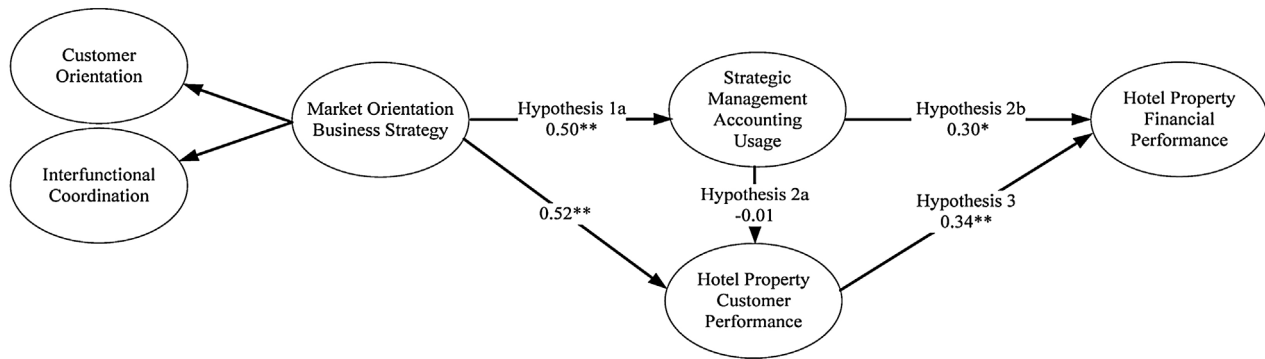 Customer
Orientation
Interfunctional
Coordination
Market Orientation
Business Strategy
Hypothesis 1a
0.50**
0.52**
Strategic
Management
Accounting
Usage
Hypothesis 2a
-0.01
Hotel Property
Customer
Performance
Hypothesis 2b
0.30*
Hypothesis 3
0.34**
Hotel Property
Financial
Performance